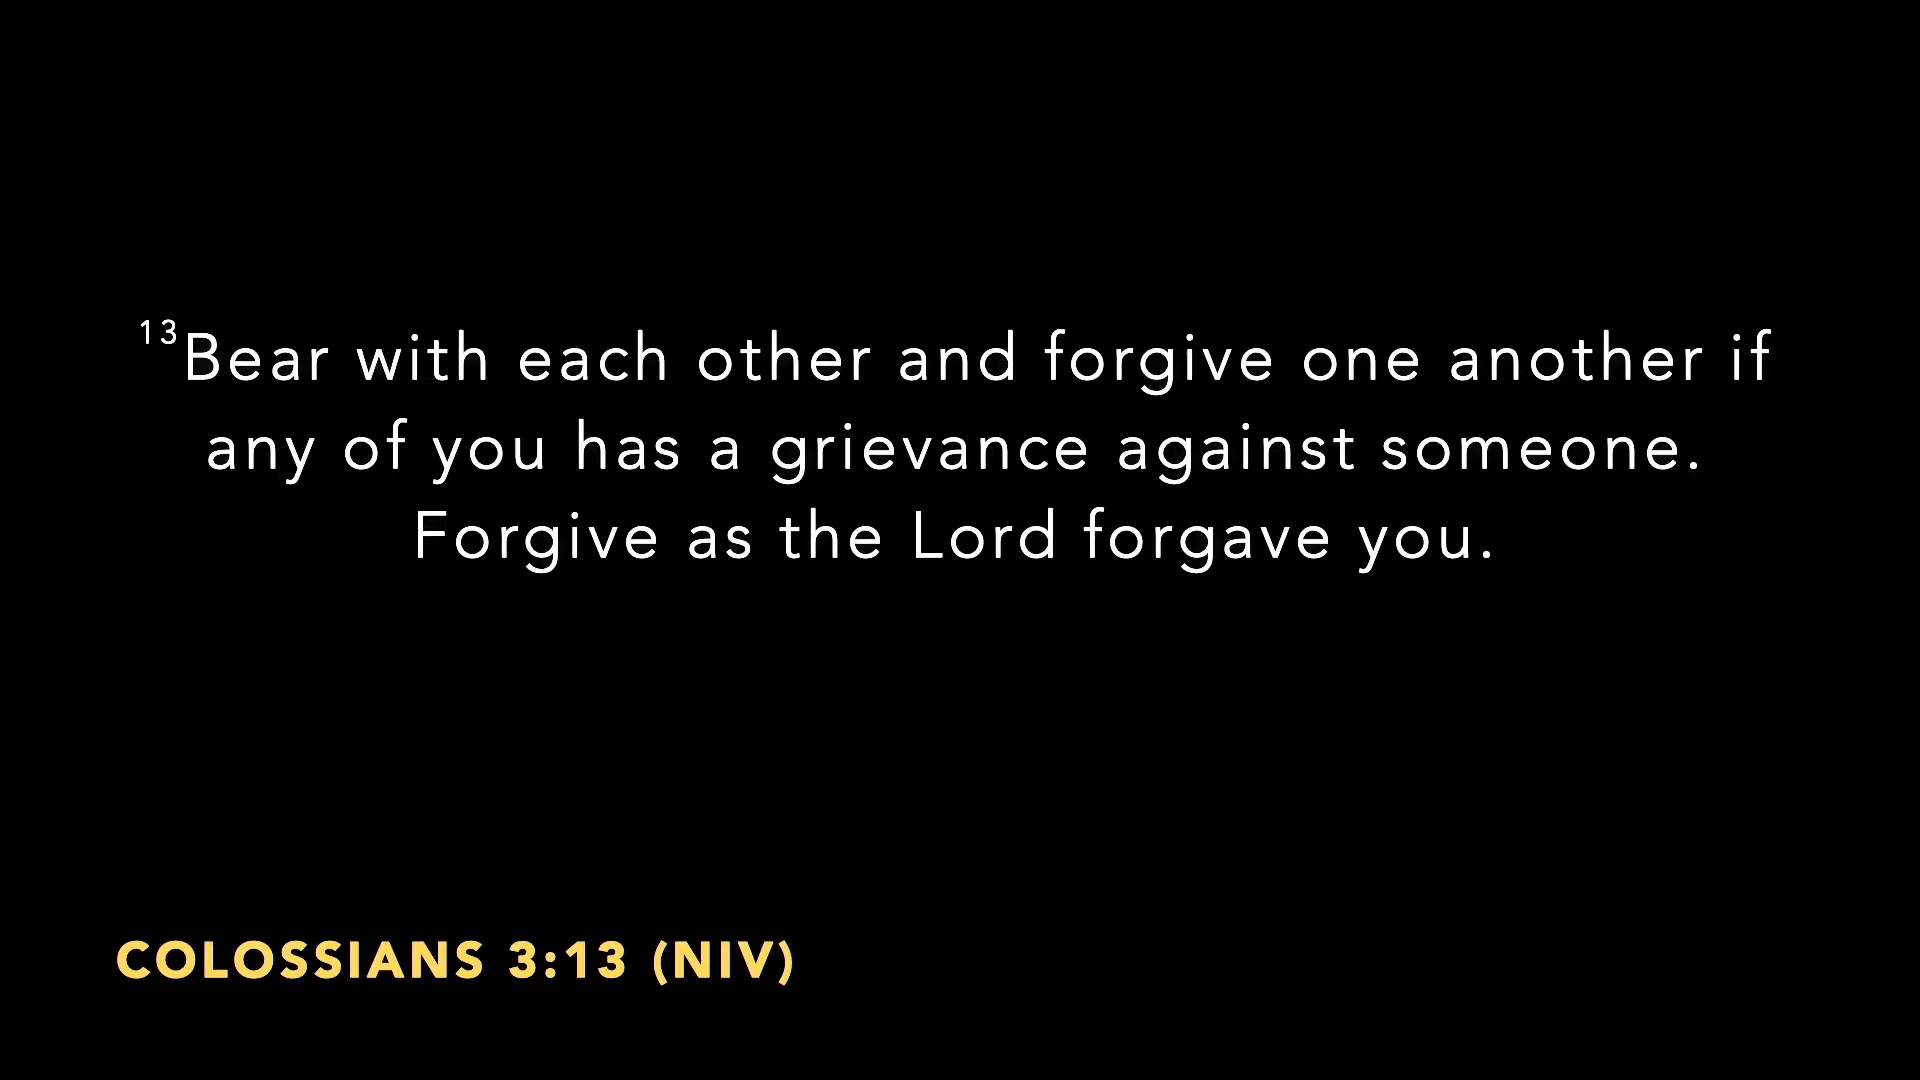 13Bear with each other and forgive one another if
any of you has a grievance against someone.
Forgive as the Lord forgave you.
COLOSSIANS 3:13 (NIV)